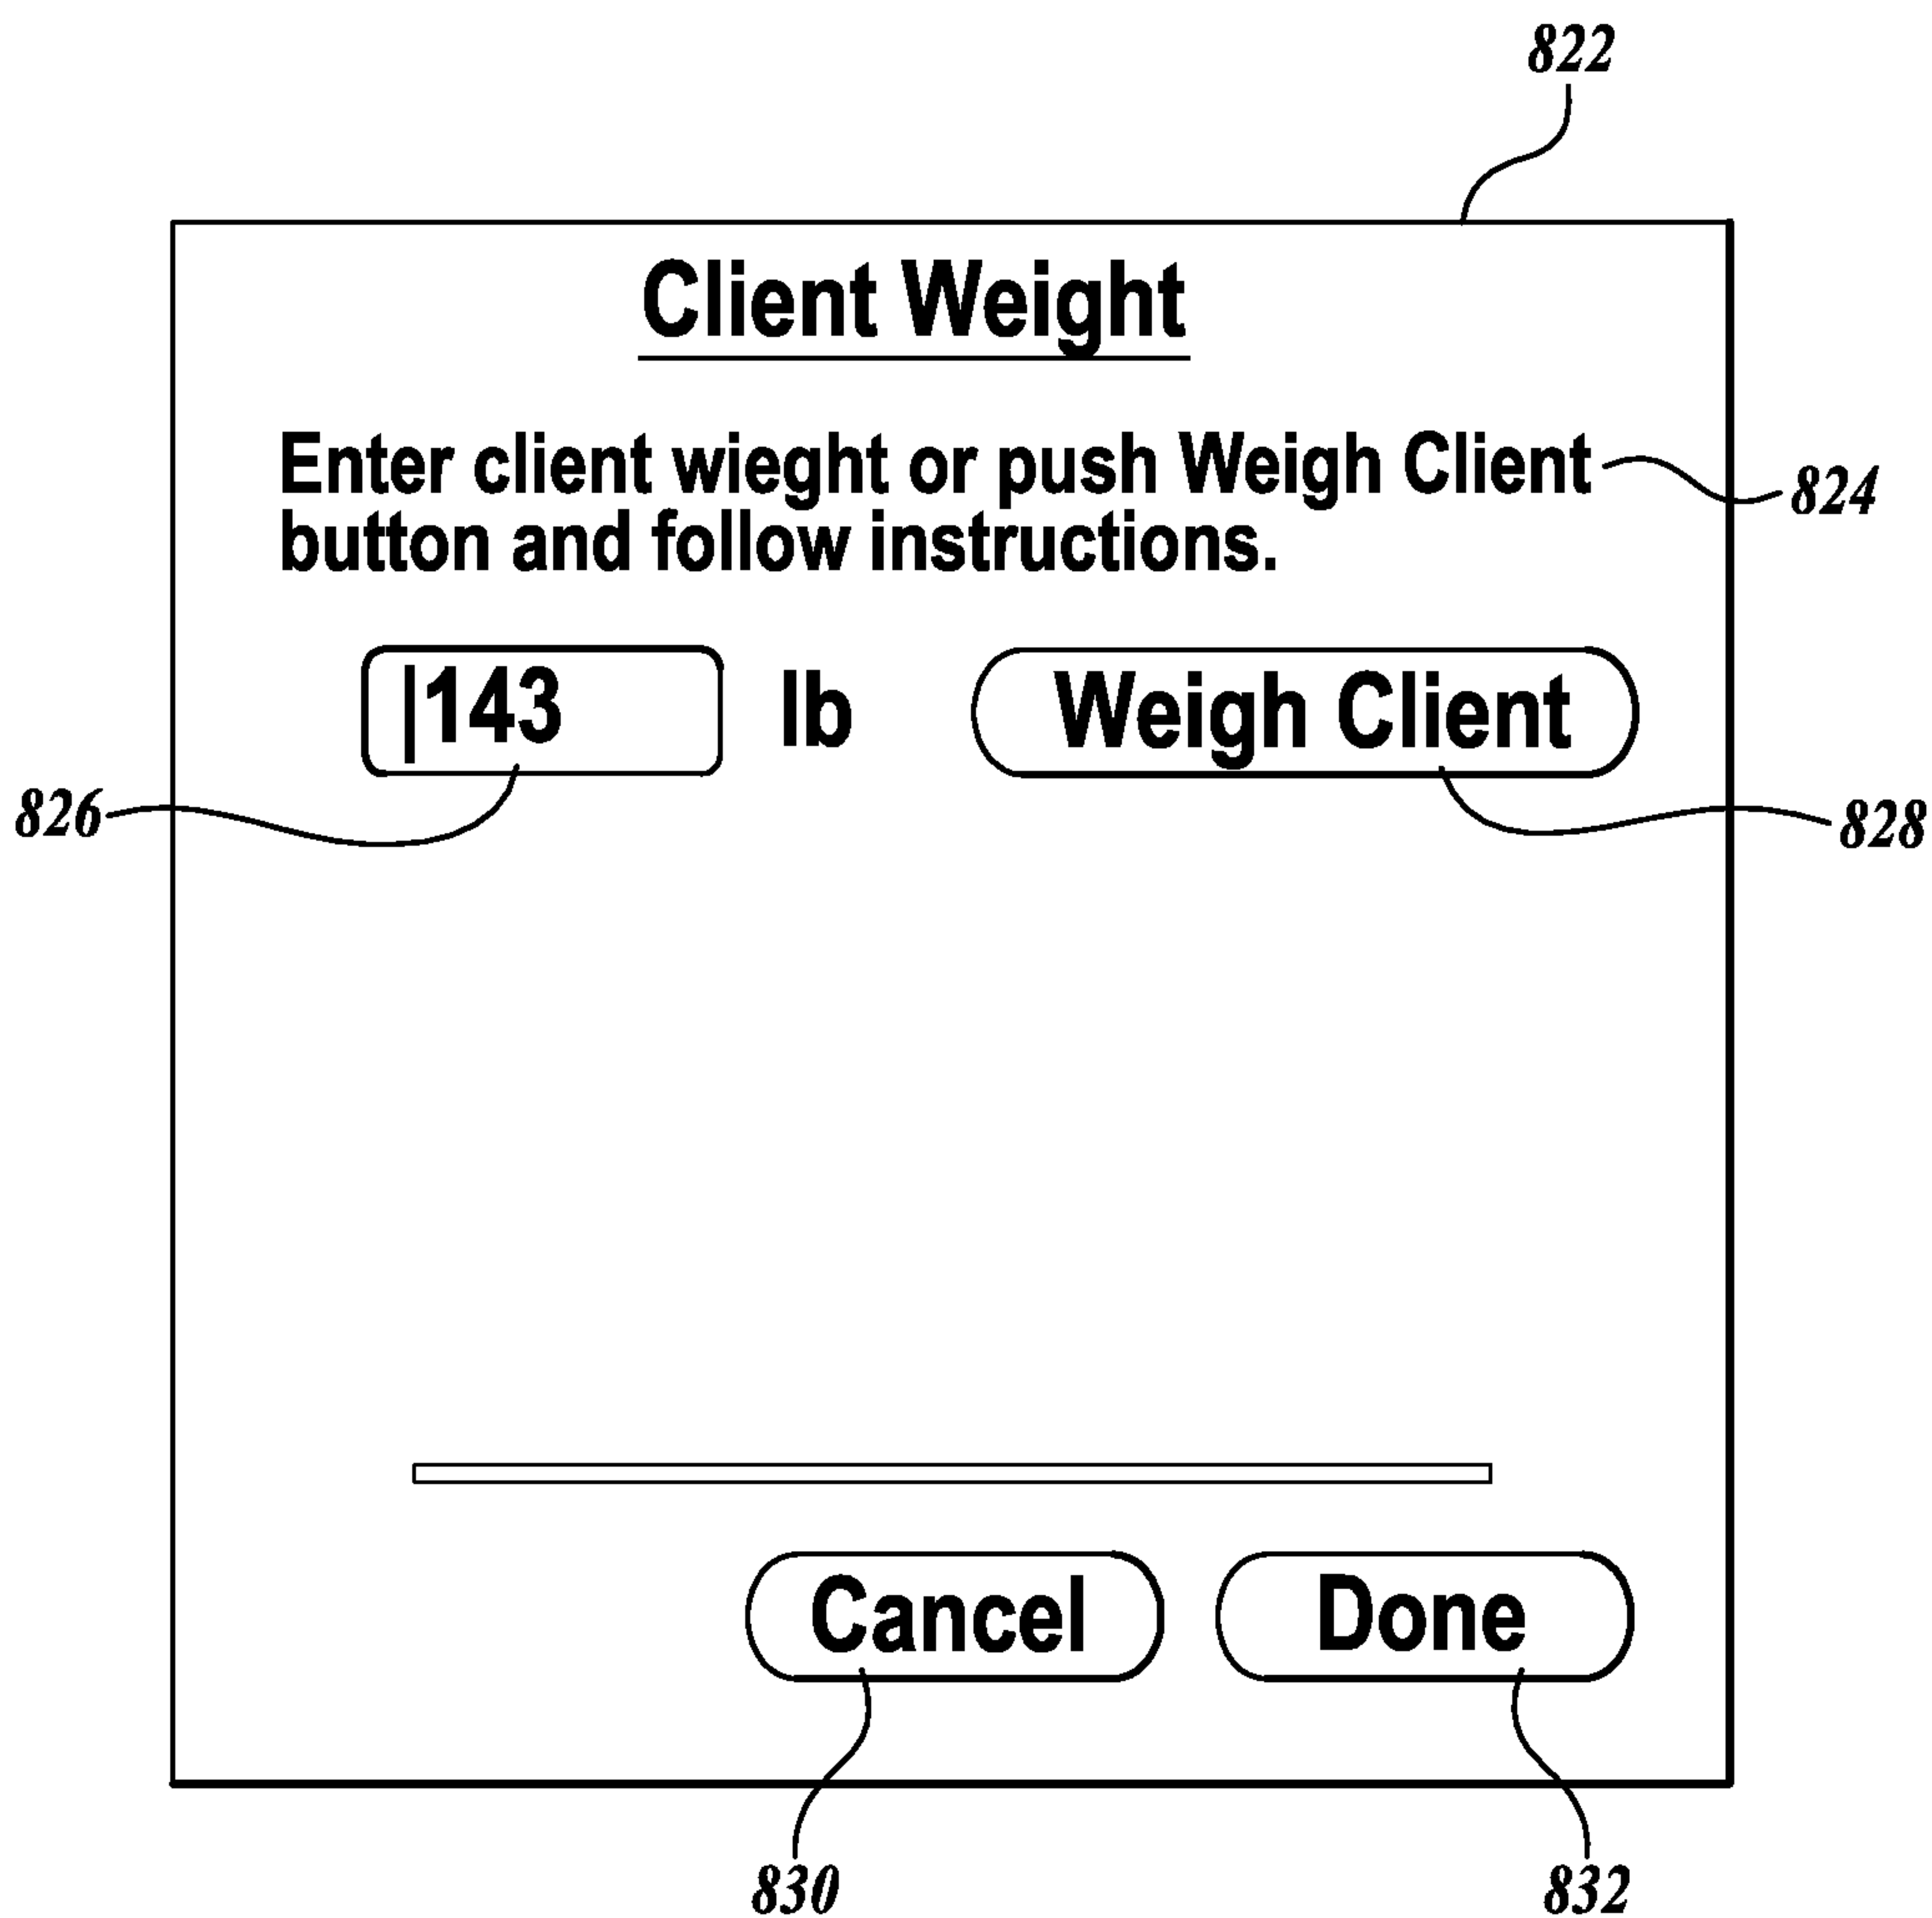 822
Client Weight
Enter client wieght or push Weigh Client
824
button and follow instructions.
143 lb Weigh Client
826
828
Cancel Done
830 832